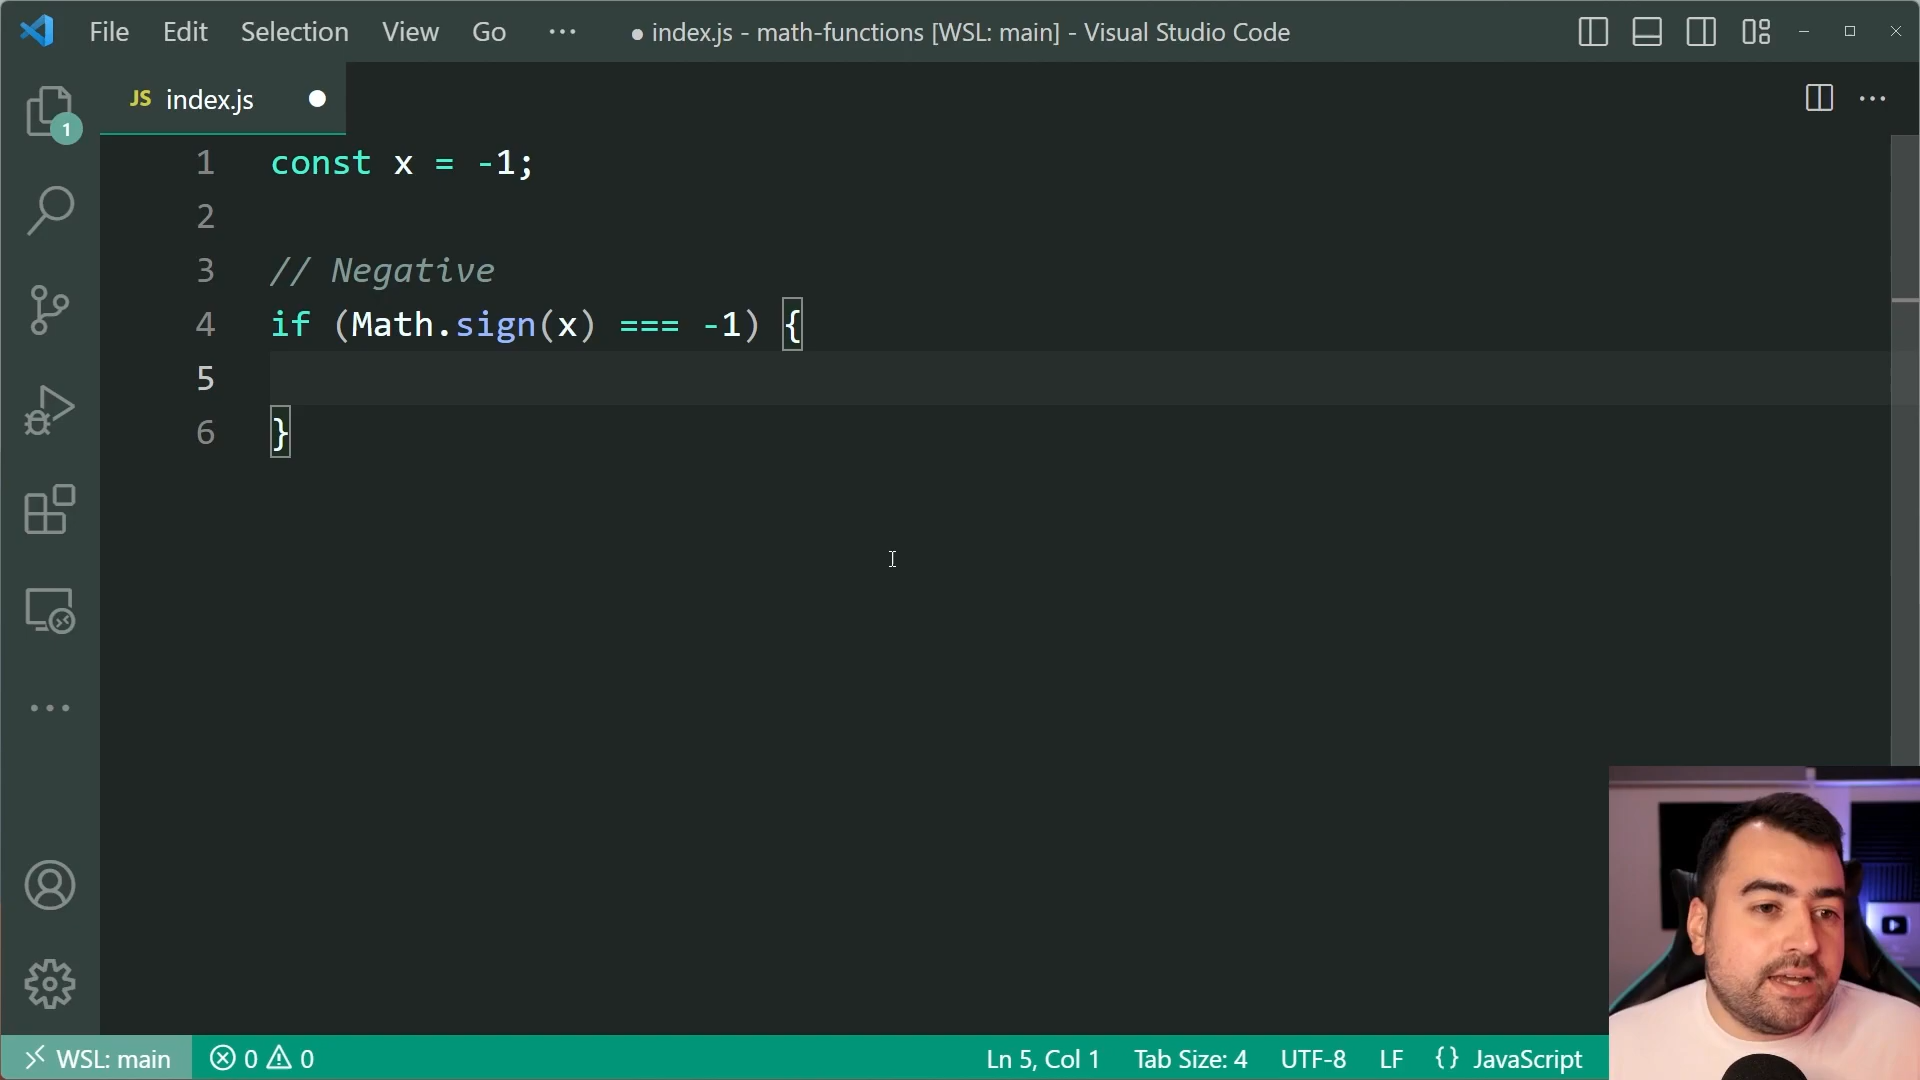 File Edit Selection View Go ··· ● index.js - math-functions [WSL: main] - Visual Studio Code
JS index.js ●
1
1 const x = -1;
2
3 // Negative
4 if (Math.sign(x) === -1) {
5
6 }
WSL: main 0 0 Ln 5, Col 1 Tab Size: 4 UTF-8 LF {} JavaScript